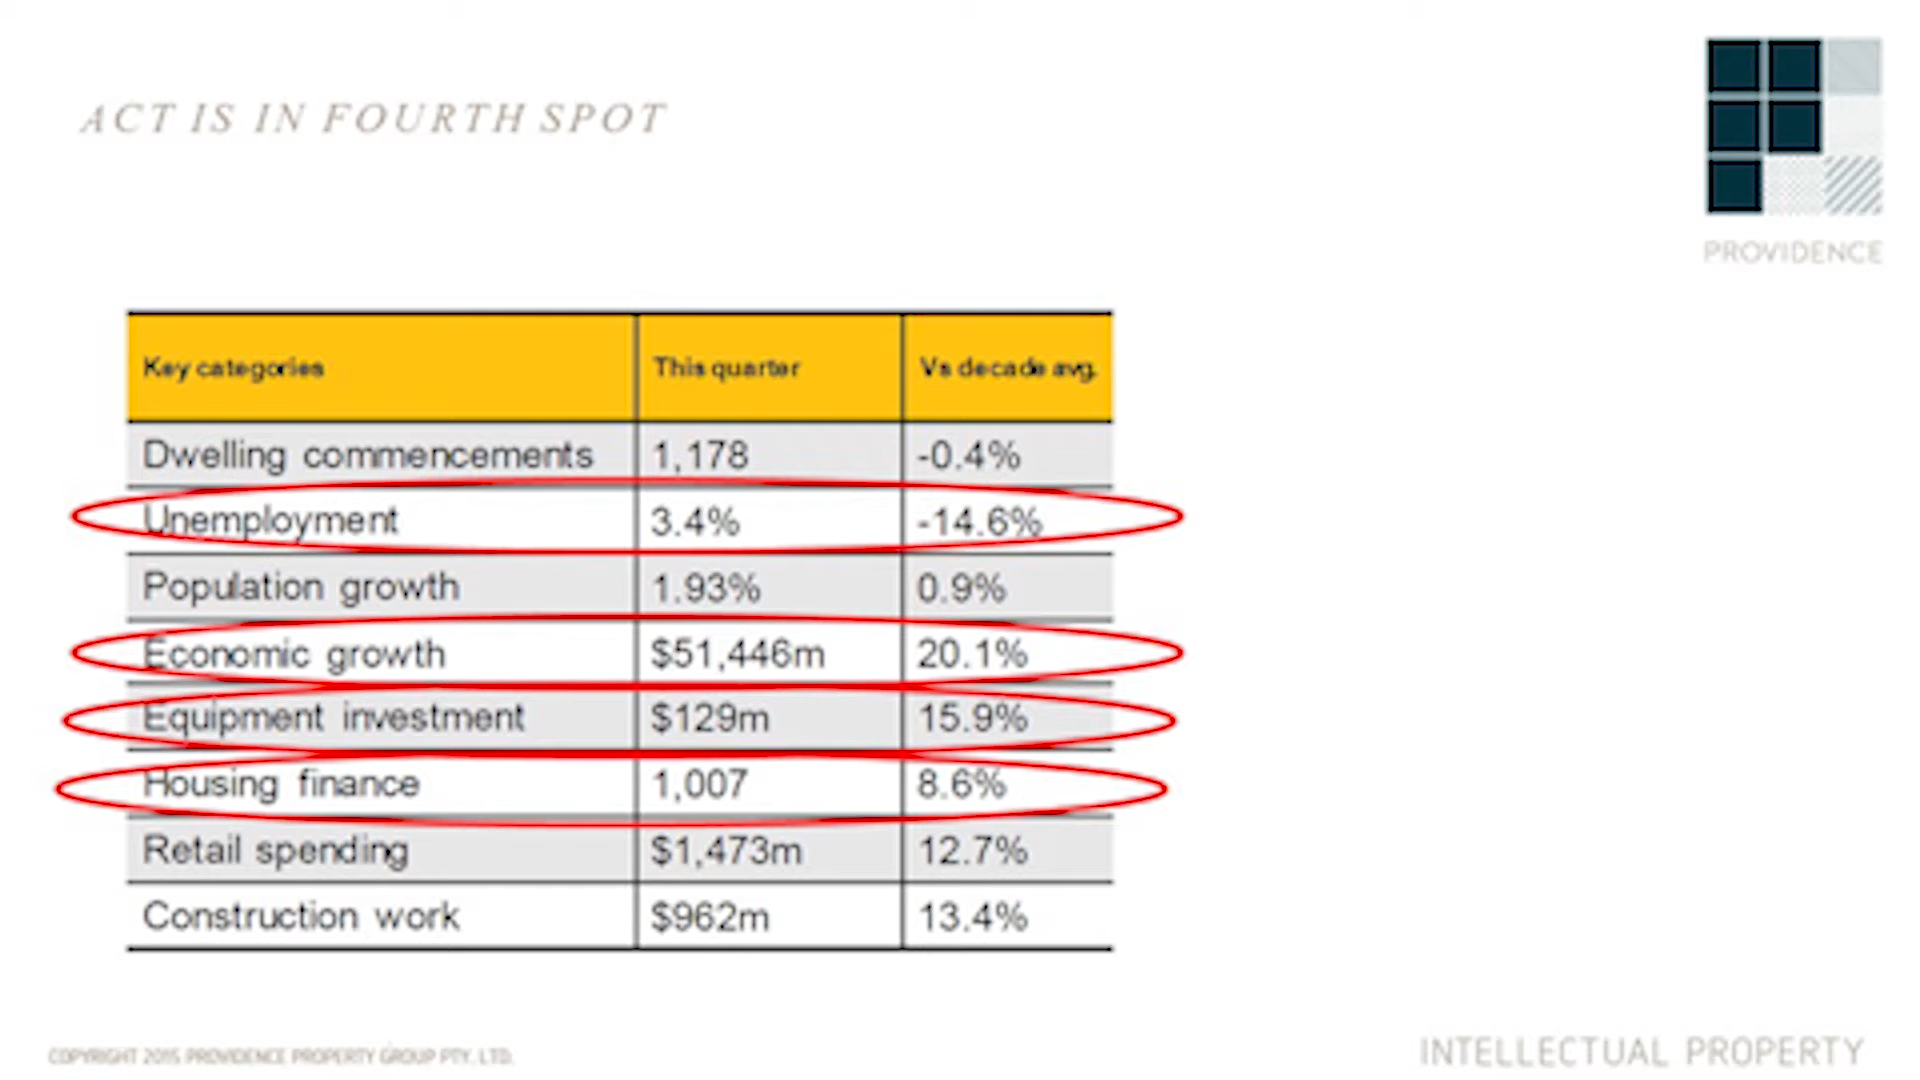 ACT IS IN FOURTH SPOT
PROVIDENCE
Key categories This quarter Vs decade avg.
Dwelling commencements 1,178 -0.4%
Unemployment 3.4% -14.6%
Population growth 1.93% 0.9%
Economic growth $51,446m 20.1%
Equipment investment $129m 15.9%
Housing finance 1,007 8.6%
Retail spending $1,473m 12.7%
Construction work $962m 13.4%
COPYRIGHT 2015 PROVIDENCE PROPERTY GROUP PTY. LTD.
INTELLECTUAL PROPERTY